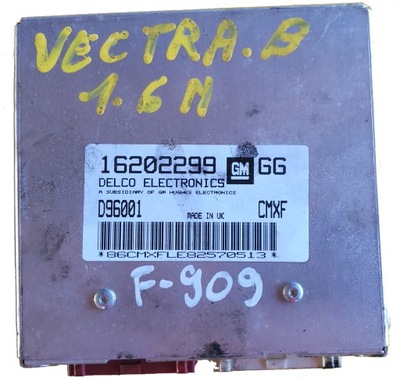 VECTRA.B
1.6N
16202299 GM GG
DELCO ELECTRONICS
A SUBSIDIARY OF GM HUGHES ELECTRONICS
D96001 MADE IN UK CMXF
*86CMXFLE82570513*
F-909